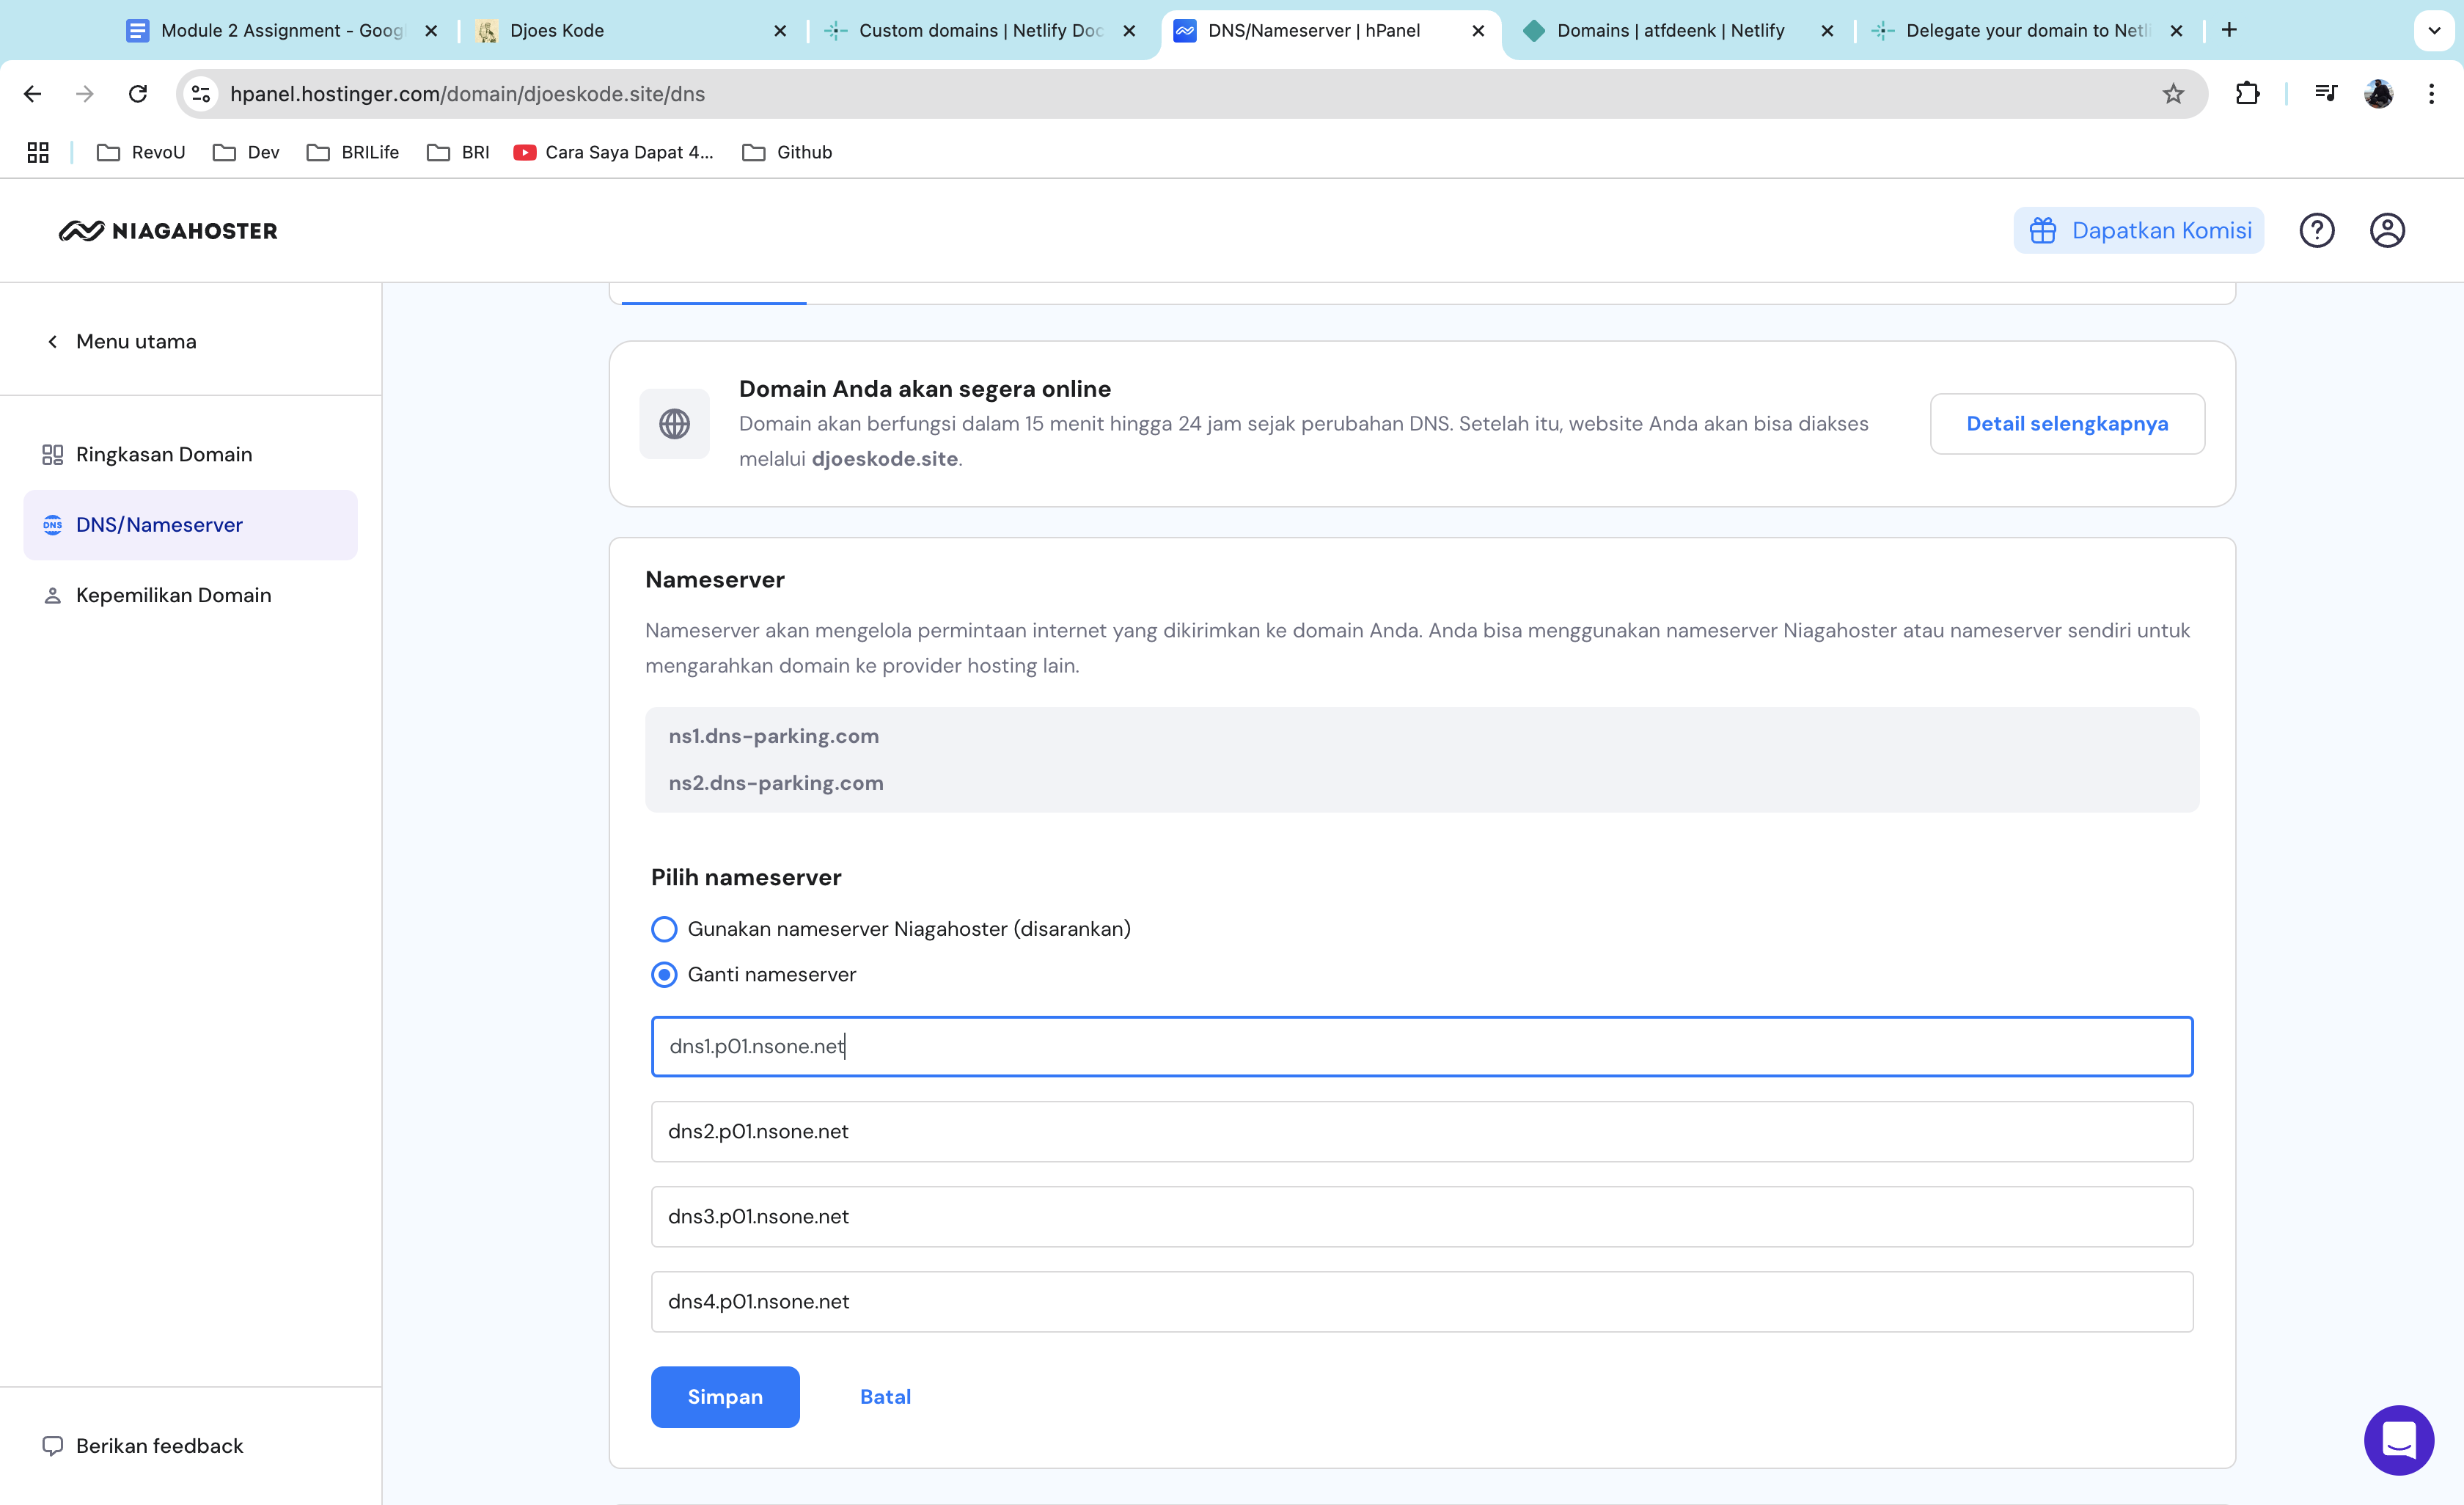 Module 2 Assignment - Goog
Djoes Kode
Custom domains | Netlify Doc
DNS/Nameserver | hPanel
Domains | atfdeenk | Netlify
Delegate your domain to Netli
hpanel.hostinger.com/domain/djoeskode.site/dns
RevoU
Dev
BRILife
BRI
Cara Saya Dapat 4...
Github
NIAGAHOSTER
Dapatkan Komisi
Menu utama
Ringkasan Domain
DNS
DNS/Nameserver
Kepemilikan Domain
Berikan feedback
Domain Anda akan segera online
Domain akan berfungsi dalam 15 menit hingga 24 jam sejak perubahan DNS. Setelah itu, website Anda akan bisa diakses
melalui djoeskode.site.
Detail selengkapnya
Nameserver
Nameserver akan mengelola permintaan internet yang dikirimkan ke domain Anda. Anda bisa menggunakan nameserver Niagahoster atau nameserver sendiri untuk
mengarahkan domain ke provider hosting lain.
ns1.dns-parking.com
ns2.dns-parking.com
Pilih nameserver
Gunakan nameserver Niagahoster (disarankan)
Ganti nameserver
dns1.p01.nsone.net
dns2.p01.nsone.net
dns3.p01.nsone.net
dns4.p01.nsone.net
Simpan
Batal